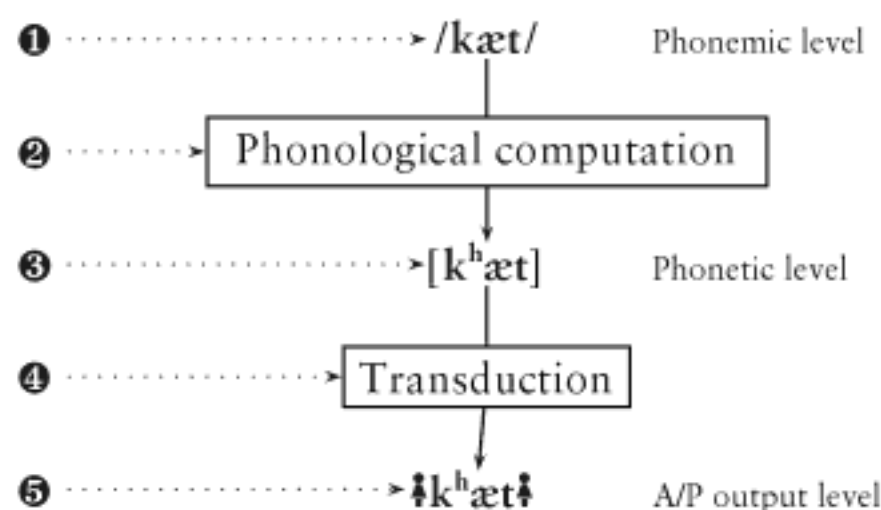 ❶ /kæt/ Phonemic level
❷ Phonological computation
❸ [kʰæt] Phonetic level
❹ Transduction
❺ kʰæt A/P output level